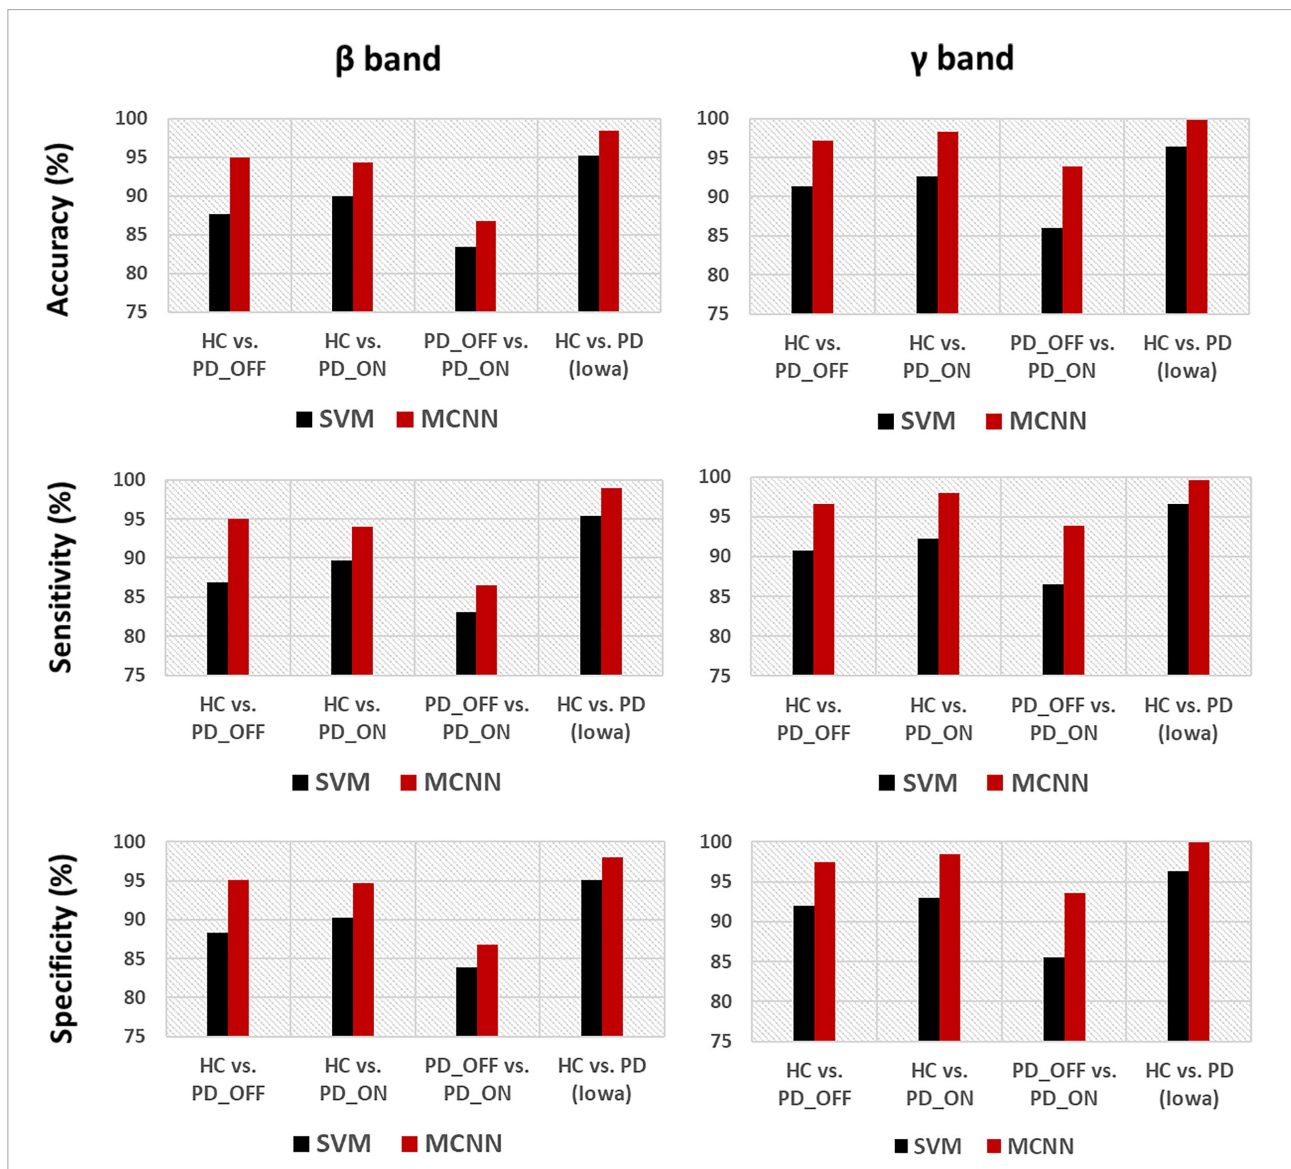 β band
γ band
Accuracy (%)
100
95
90
85
80
75
HC vs.
PD_OFF
HC vs.
PD_ON
PD_OFF vs.
PD_ON
HC vs. PD
(Iowa)
SVM MCNN
100
95
90
85
80
75
HC vs.
PD_OFF
HC vs.
PD_ON
PD_OFF vs.
PD_ON
HC vs. PD
(Iowa)
SVM MCNN
Sensitivity (%)
100
95
90
85
80
75
HC vs.
PD_OFF
HC vs.
PD_ON
PD_OFF vs.
PD_ON
HC vs. PD
(Iowa)
SVM MCNN
100
95
90
85
80
75
HC vs.
PD_OFF
HC vs.
PD_ON
PD_OFF vs.
PD_ON
HC vs. PD
(Iowa)
SVM MCNN
Specificity (%)
100
95
90
85
80
75
HC vs.
PD_OFF
HC vs.
PD_ON
PD_OFF vs.
PD_ON
HC vs. PD
(Iowa)
SVM MCNN
100
95
90
85
80
75
HC vs.
PD_OFF
HC vs.
PD_ON
PD_OFF vs.
PD_ON
HC vs. PD
(Iowa)
SVM MCNN